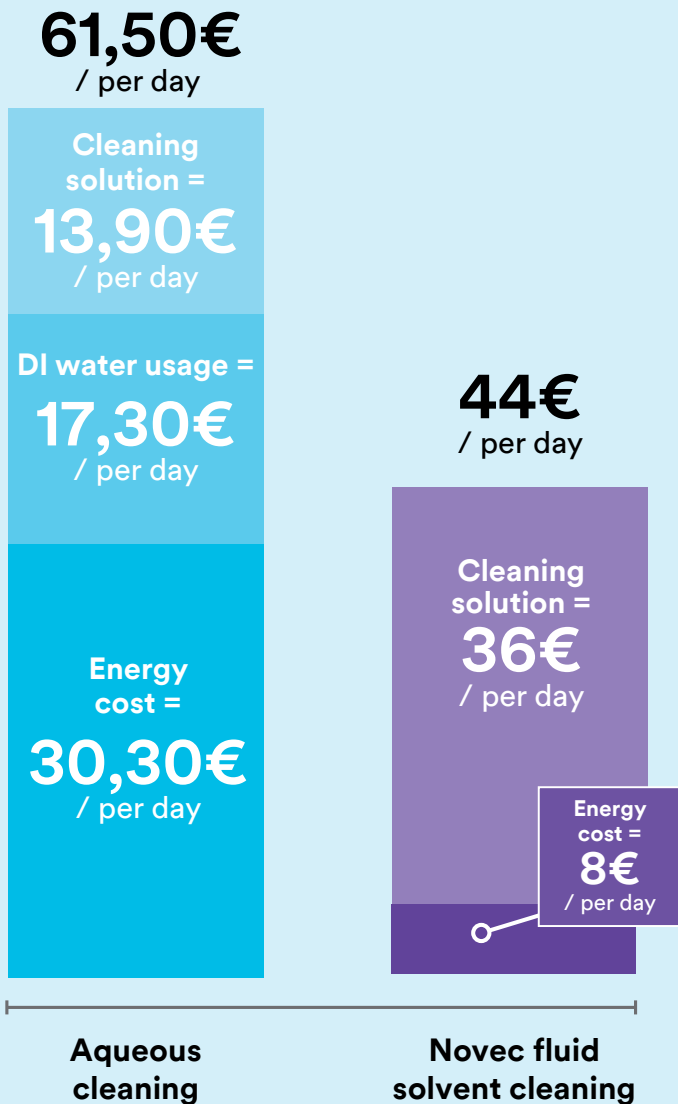 61,50€
/ per day
Cleaning
solution =
13,90€
/ per day
DI water usage =
17,30€
/ per day
Energy
cost =
30,30€
/ per day
Aqueous
cleaning
44€
/ per day
Cleaning
solution =
36€
/ per day
Energy
cost =
8€
/ per day
Novec fluid
solvent cleaning